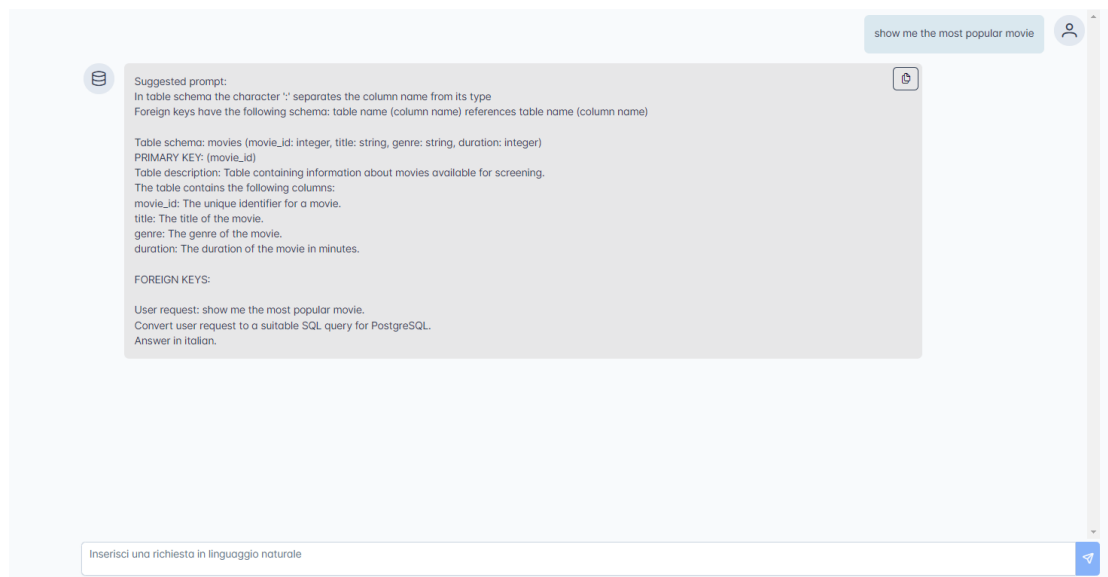 show me the most popular movie
Suggested prompt:
In table schema the character ':' separates the column name from its type
Foreign keys have the following schema: table name (column name) references table name (column name)
Table schema: movies (movie_id: integer, title: string, genre: string, duration: integer)
PRIMARY KEY: (movie_id)
Table description: Table containing information about movies available for screening.
The table contains the following columns:
movie_id: The unique identifier for a movie.
title: The title of the movie.
genre: The genre of the movie.
duration: The duration of the movie in minutes.
FOREIGN KEYS:
User request: show me the most popular movie.
Convert user request to a suitable SQL query for PostgreSQL.
Answer in italian.
Inserisci una richiesta in linguaggio naturale